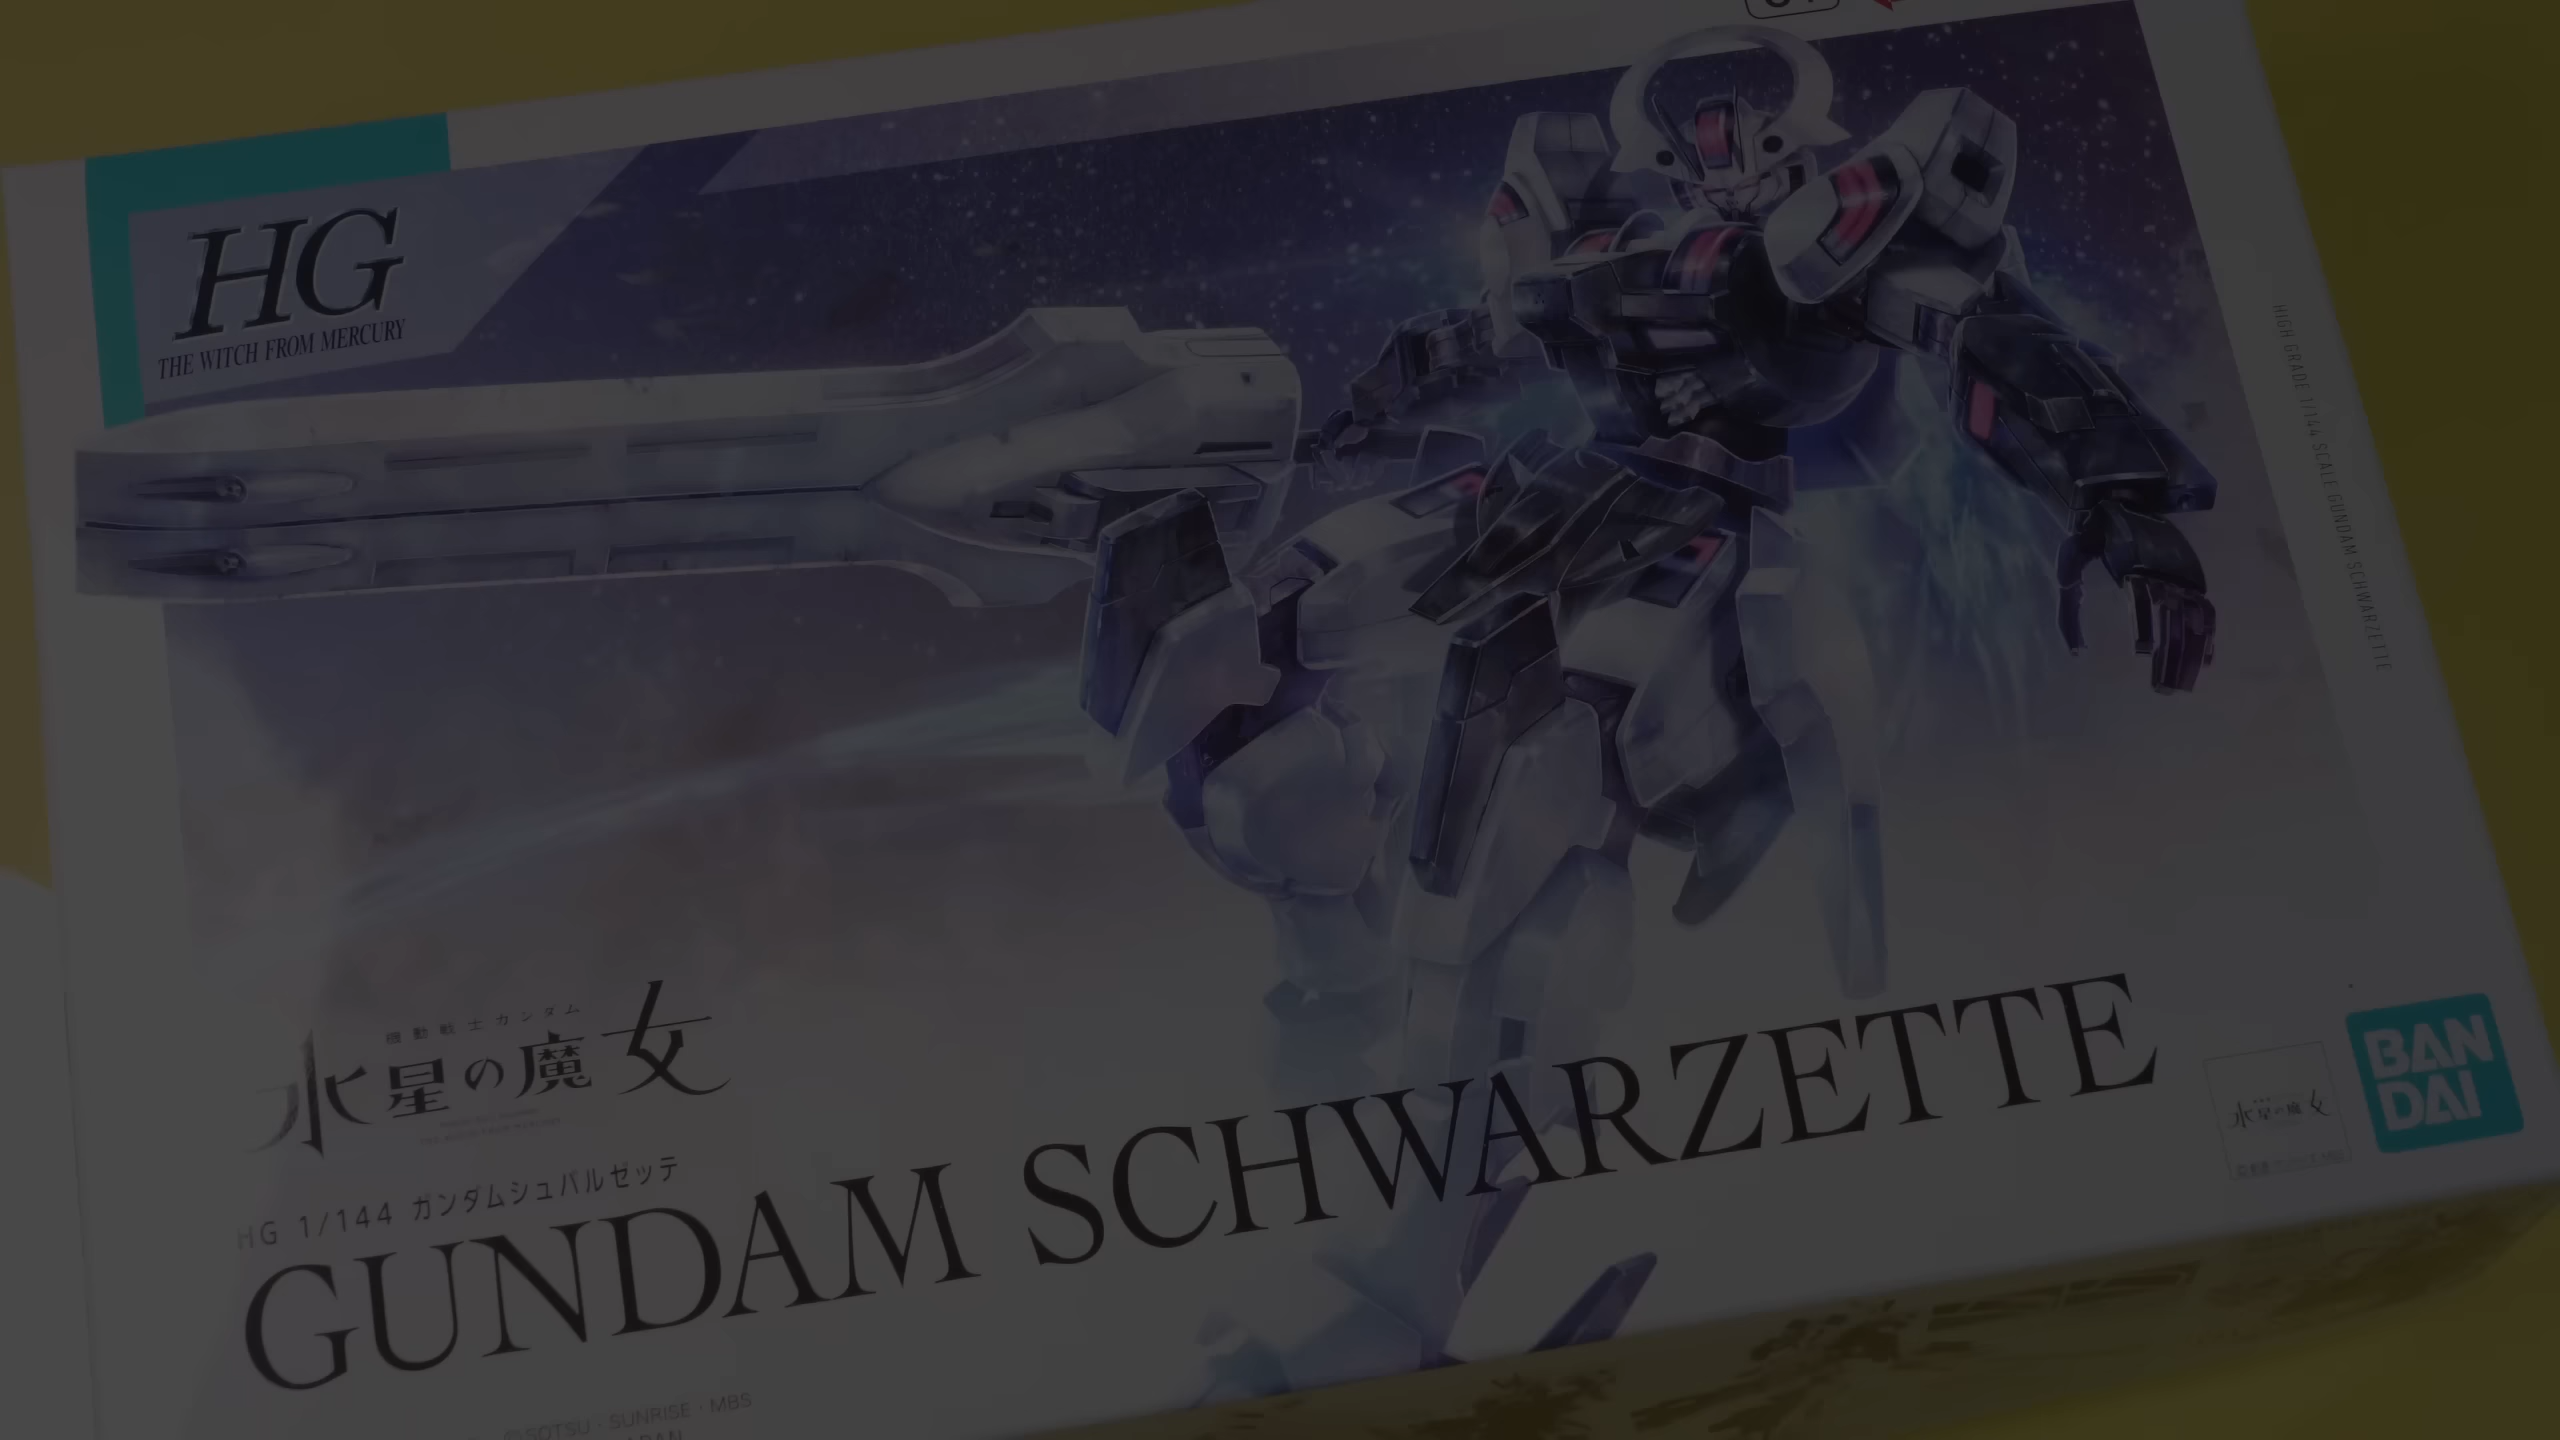 HG
THE WITCH FROM MERCURY
HIGH GRADE 1/144 SCALE GUNDAM SCHWARZETTE
機動戦士ガンダム
水星の魔女
HG 1/144 ガンダムシュバルゼッテ
GUNDAM SCHWARZETTE
水星の魔女
BAN
DAI
©SOTSU・SUNRISE・MBS